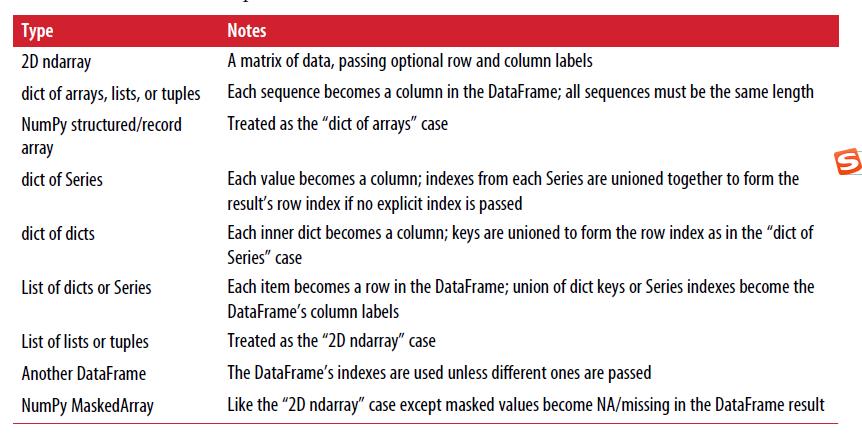 Type Notes
2D ndarray A matrix of data, passing optional row and column labels
dict of arrays, lists, or tuples Each sequence becomes a column in the DataFrame; all sequences must be the same length
NumPy structured/record Treated as the “dict of arrays” case
array
dict of Series Each value becomes a column; indexes from each Series are unioned together to form the
result’s row index if no explicit index is passed
dict of dicts Each inner dict becomes a column; keys are unioned to form the row index as in the “dict of
Series” case
List of dicts or Series Each item becomes a row in the DataFrame; union of dict keys or Series indexes become the
DataFrame’s column labels
List of lists or tuples Treated as the “2D ndarray” case
Another DataFrame The DataFrame’s indexes are used unless different ones are passed
NumPy MaskedArray Like the “2D ndarray” case except masked values become NA/missing in the DataFrame result
S